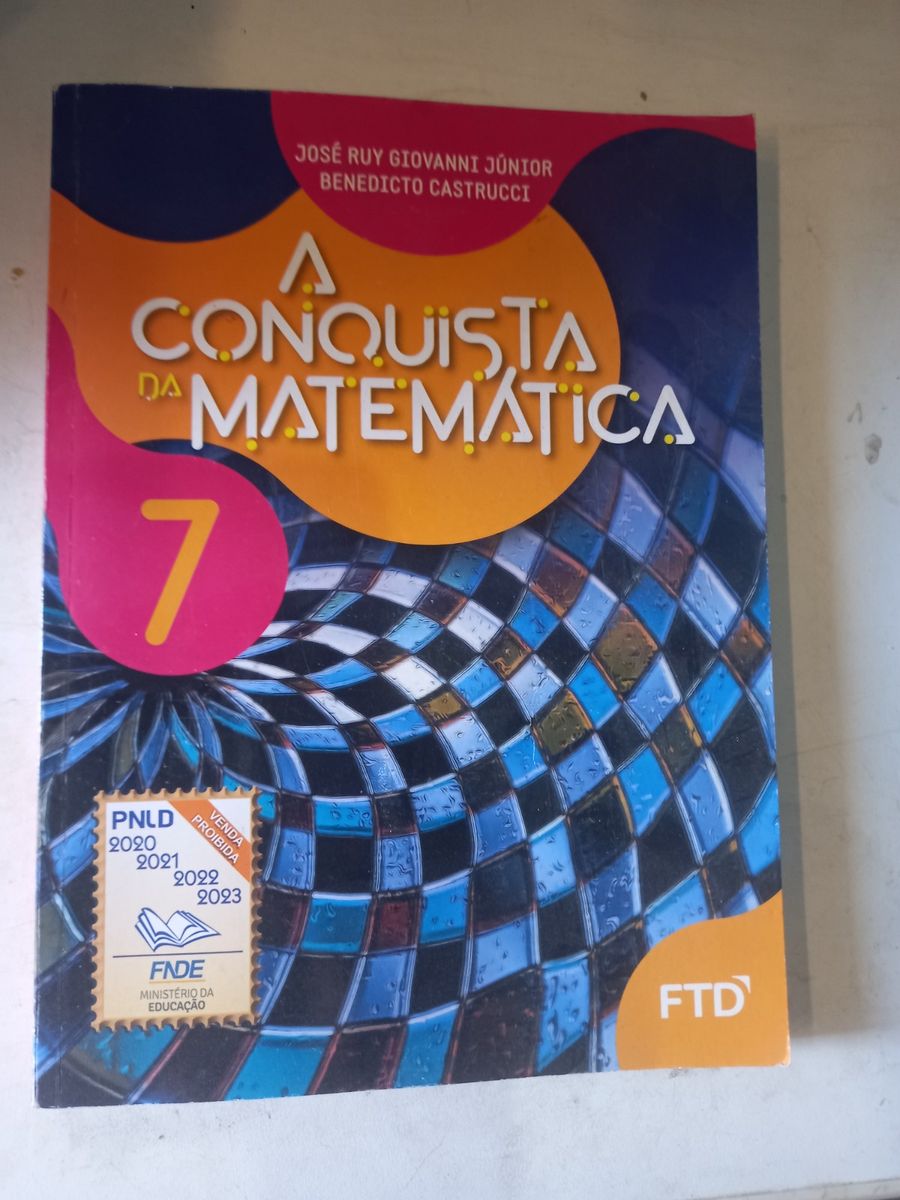 JOSÉ RUY GIOVANNI JÚNIOR
BENEDICTO CASTRUCCI
A
CONQUISTA
DA MATEMÁTICA
7
PNLD
VENDA
PROIBIDA
2020
2021
2022
2023
FNDE
MINISTÉRIO DA
EDUCAÇÃO
FTD